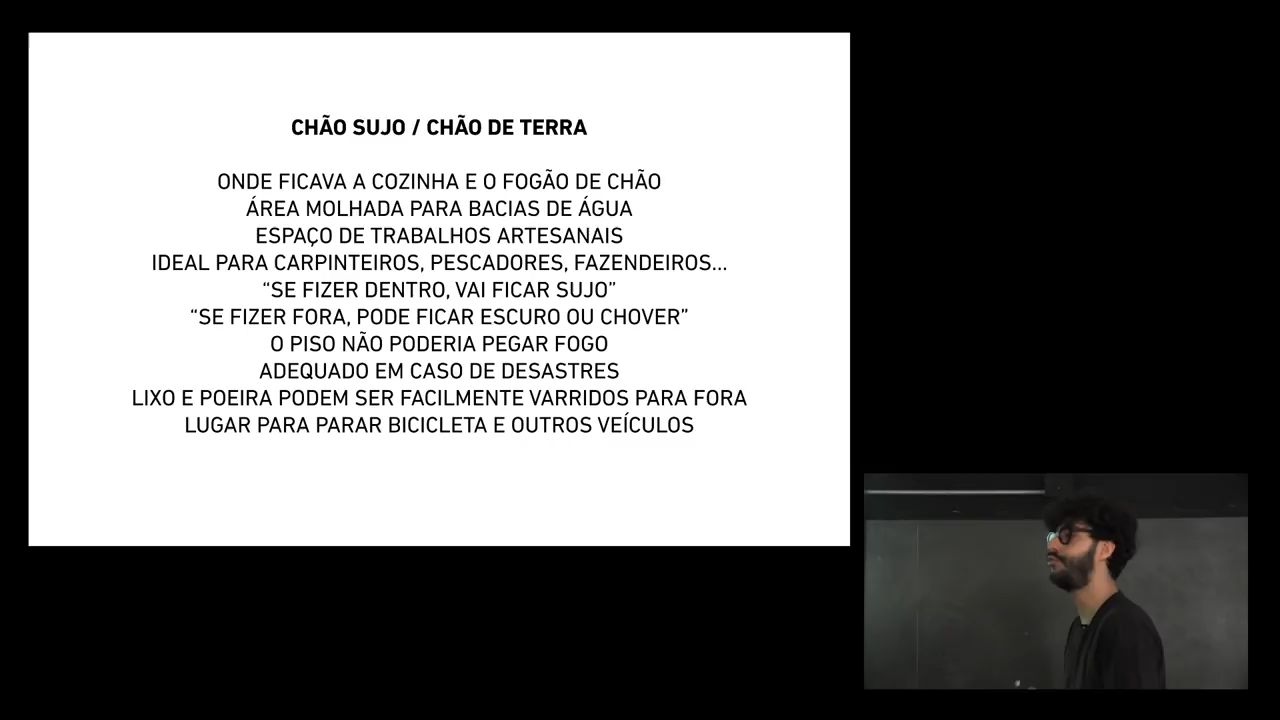 CHÃO SUJO / CHÃO DE TERRA
ONDE FICAVA A COZINHA E O FOGÃO DE CHÃO
ÁREA MOLHADA PARA BACIAS DE ÁGUA
ESPAÇO DE TRABALHOS ARTESANAIS
IDEAL PARA CARPINTEIROS, PESCADORES, FAZENDEIROS...
“SE FIZER DENTRO, VAI FICAR SUJO”
“SE FIZER FORA, PODE FICAR ESCURO OU CHOVER”
O PISO NÃO PODERIA PEGAR FOGO
ADEQUADO EM CASO DE DESASTRES
LIXO E POEIRA PODEM SER FACILMENTE VARRIDOS PARA FORA
LUGAR PARA PARAR BICICLETA E OUTROS VEÍCULOS